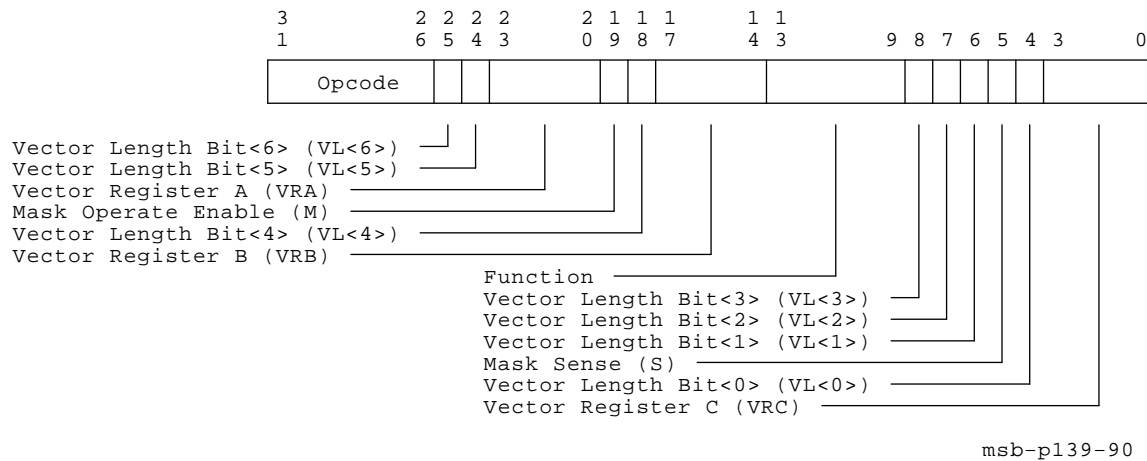 3 2 2 2 2 2 1 1 1 1 1
1 6 5 4 3 0 9 8 7 4 3 9 8 7 6 5 4 3 0
Opcode
Vector Length Bit<6> (VL<6>)
Vector Length Bit<5> (VL<5>)
Vector Register A (VRA)
Mask Operate Enable (M)
Vector Length Bit<4> (VL<4>)
Vector Register B (VRB)
Function
Vector Length Bit<3> (VL<3>)
Vector Length Bit<2> (VL<2>)
Vector Length Bit<1> (VL<1>)
Mask Sense (S)
Vector Length Bit<0> (VL<0>)
Vector Register C (VRC)
msb-p139-90